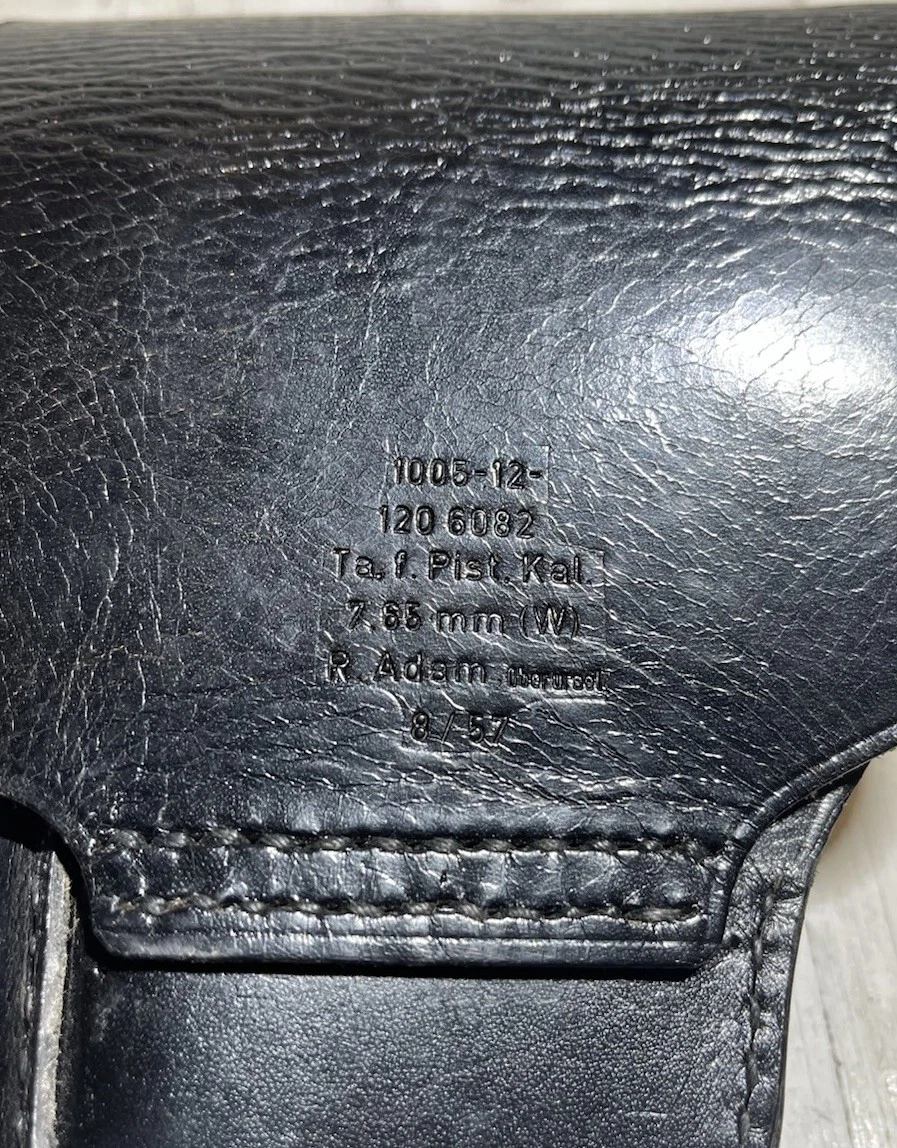 1005-12-
120 6082
Ta. f. Pist. Kal.
7,65 mm (W)
R. Adam
8/57